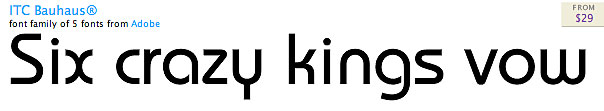 ITC Bauhaus®
font family of 5 fonts from Adobe
FROM
$29
Six crazy kings vow